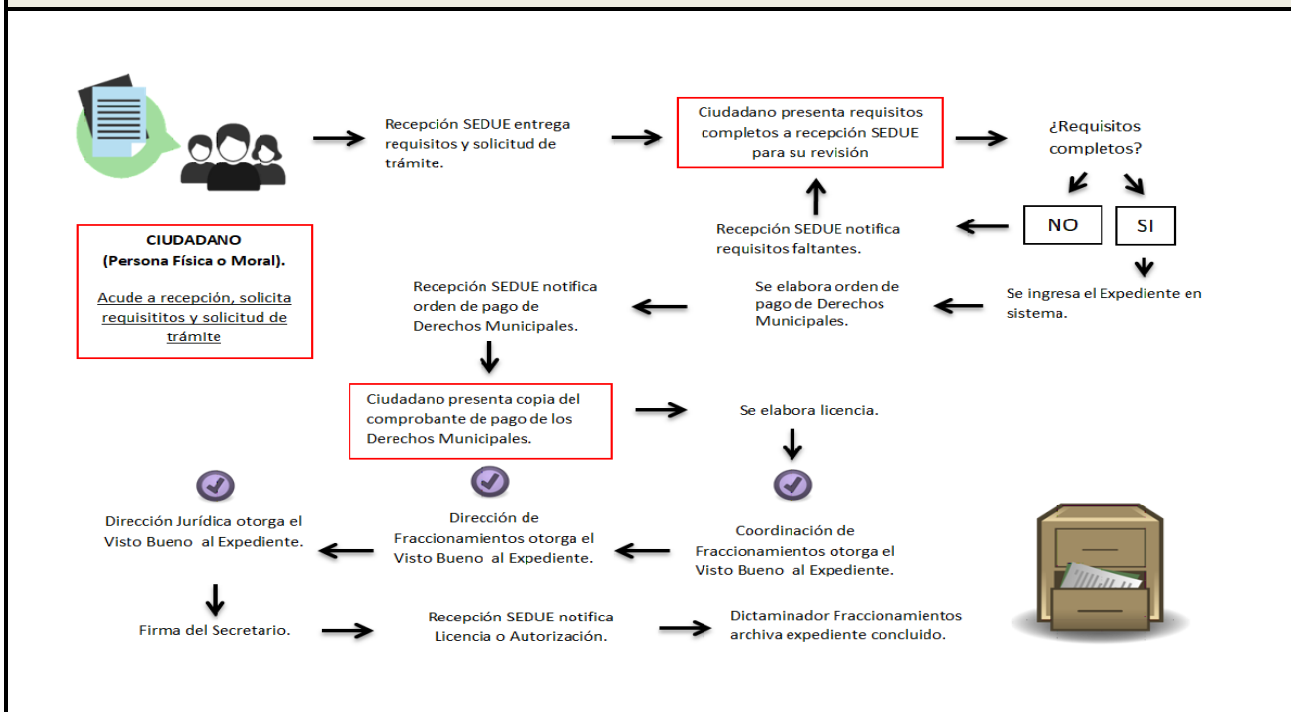 CIUDADANO
(Persona Física o Moral).
Acude a recepción, solicita
requisititos y solicitud de
trámite
Recepción SEDUE entrega
requisitos y solicitud de
trámite.
Ciudadano presenta requisitos
completos a recepción SEDUE
para su revisión
¿Requisitos
completos?
NO
SI
Recepción SEDUE notifica
requisitos faltantes.
Se ingresa el Expediente en
sistema.
Se elabora orden de
pago de Derechos
Municipales.
Recepción SEDUE notifica
orden de pago de
Derechos Municipales.
Ciudadano presenta copia del
comprobante de pago de los
Derechos Municipales.
Se elabora licencia.
Coordinación de
Fraccionamientos otorga el
Visto Bueno al Expediente.
Dirección de
Fraccionamientos otorga el
Visto Bueno al Expediente.
Dirección Jurídica otorga el
Visto Bueno al Expediente.
Firma del Secretario.
Recepción SEDUE notifica
Licencia o Autorización.
Dictaminador Fraccionamientos
archiva expediente concluido.